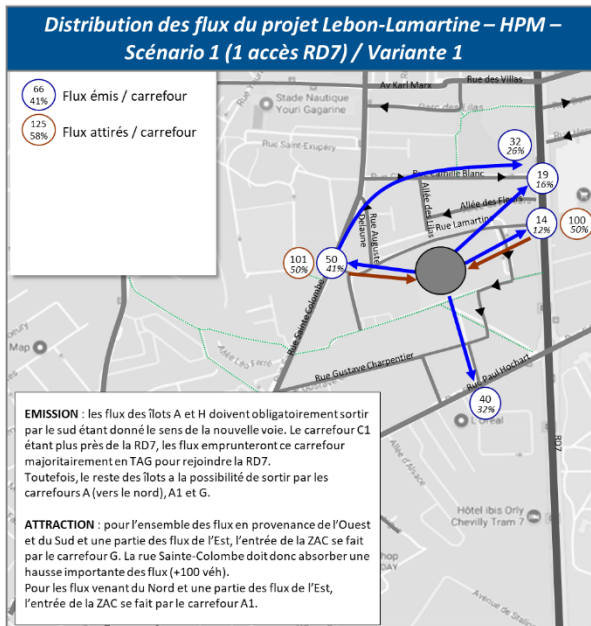 Distribution des flux du projet Lebon-Lamartine – HPM –
Scénario 1 (1 accès RD7) / Variante 1
66
41%
Flux émis / carrefour
125
58%
Flux attirés / carrefour
Av Karl Marx
Rue des Villas
Stade Nautique
Youri Gagarine
Parc des Lilas
Rue Saint-Exupéry
32
26%
Rue Camille Blanc
19
16%
Allée des Lilas
Allée des Fleurs
Rue Auguste
Delaune
Rue Lamartine
14
12%
100
50%
101
50%
50
41%
Rue Sainte Colombe
Map
Allée Léo Ferré
Rue Gustave Charpentier
Rue Paul Hochart
40
32%
L'Oréal
Allée d'Alsace
RD7
Hôtel ibis Orly
Chevilly Tram 7
EMISSION : les flux des îlots A et H doivent obligatoirement sortir
par le sud étant donné le sens de la nouvelle voie. Le carrefour C1
étant plus près de la RD7, les flux emprunteront ce carrefour
majoritairement en TAG pour rejoindre la RD7.
Toutefois, le reste des îlots a la possibilité de sortir par les
carrefours A (vers le nord), A1 et G.
ATTRACTION : pour l'ensemble des flux en provenance de l'Ouest
et du Sud et une partie des flux de l'Est, l'entrée de la ZAC se fait
par le carrefour G. La rue Sainte-Colombe doit donc absorber une
hausse importante des flux (+100 véh).
Pour les flux venant du Nord et une partie des flux de l'Est,
l'entrée de la ZAC se fait par le carrefour A1.